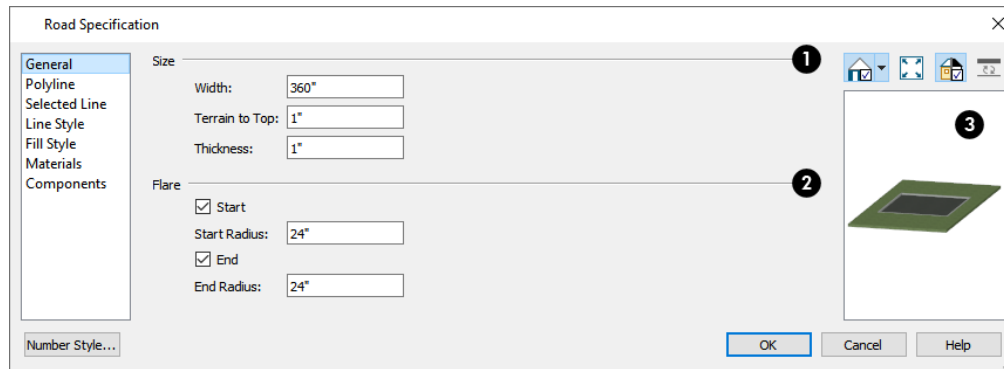 Road Specification
General
Polyline
Selected Line
Line Style
Fill Style
Materials
Components
Size
1
Width: 360"
Terrain to Top: 1"
Thickness: 1"
Flare
2
Start
Start Radius: 24"
End
End Radius: 24"
3
Number Style...
OK
Cancel
Help